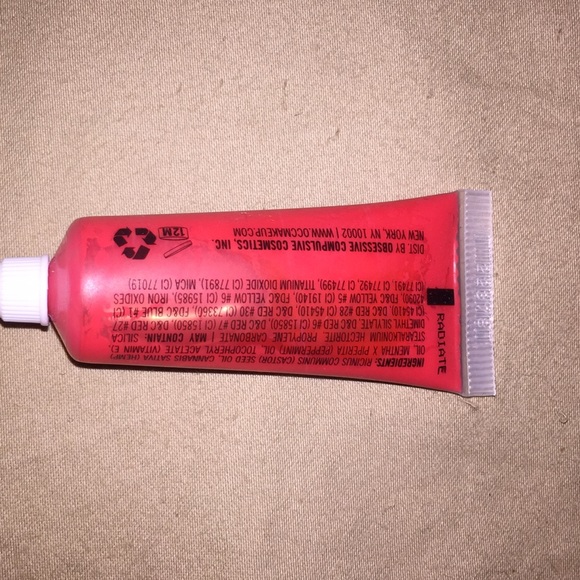 INGREDIENTS: RICINUS COMMUNIS (CASTOR) SEED OIL, CANNABIS SATIVA (HEMP)
OIL, MENTHA X PIPERITA (PEPPERMINT) OIL, TOCOPHERYL ACETATE (VITAMIN E),
STEARALKONIUM HECTORITE, PROPYLENE CARBONATE (± MAY CONTAIN: SILICA
DIMETHYL SILYLATE, D&C RED #6 (CI 15850), D&C RED #7 (CI 15850), D&C RED #27
(CI 45410), D&C RED #28 (CI 45410), D&C RED #30 (CI 73360), FD&C BLUE #1 (CI
42090), FD&C YELLOW #5 (CI 19140), FD&C YELLOW #6 (CI 15985), IRON OXIDES
(CI 77491, CI 77492, CI 77499), TITANIUM DIOXIDE (CI 77891), MICA (CI 77019)
DIST. BY OBSESSIVE COMPULSIVE COSMETICS, INC.
NEW YORK, NY 10002 | WWW.OCCMAKEUP.COM
12M
RADIATE